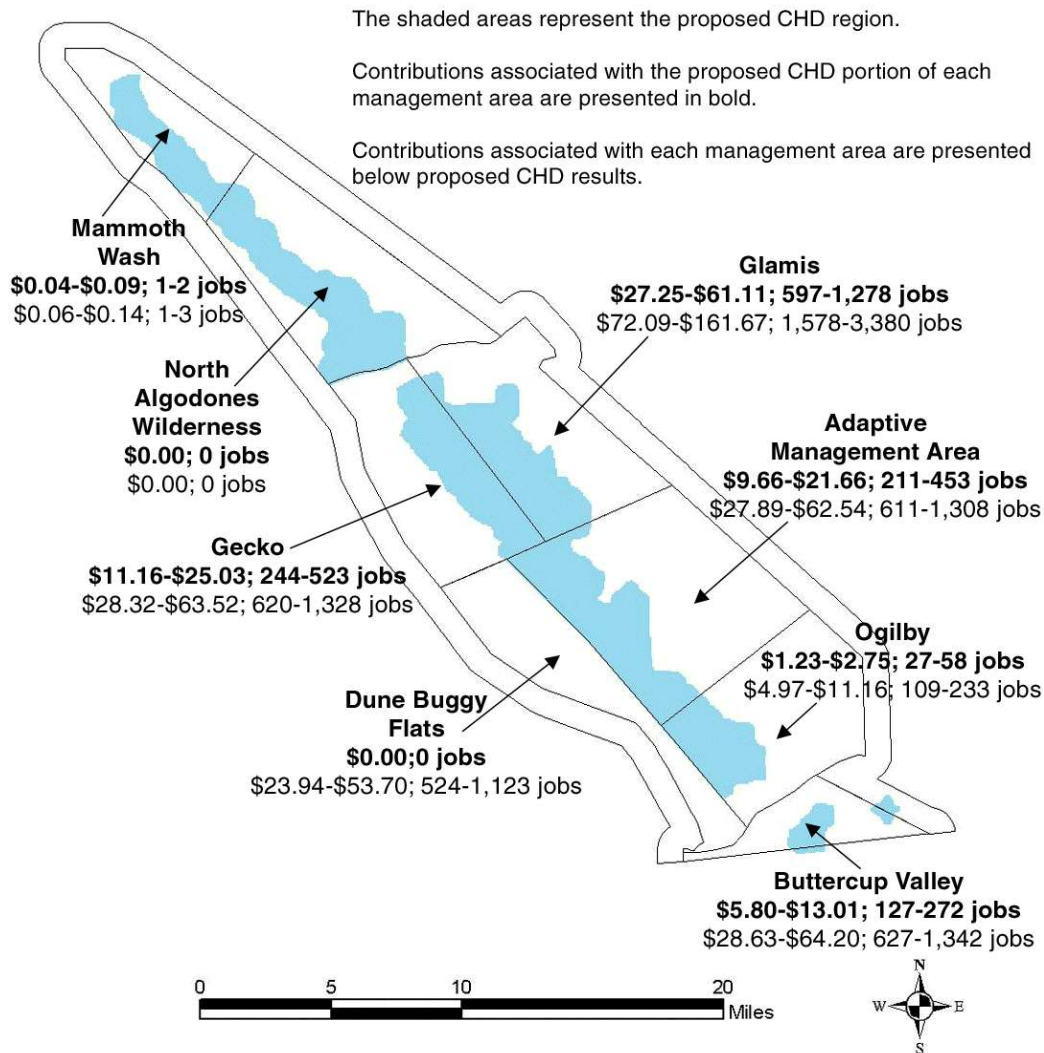 The shaded areas represent the proposed CHD region.
Contributions associated with the proposed CHD portion of each
management area are presented in bold.
Contributions associated with each management area are presented
below proposed CHD results.
Mammoth
Wash
$0.04-$0.09; 1-2 jobs
$0.06-$0.14; 1-3 jobs
Glamis
$27.25-$61.11; 597-1,278 jobs
$72.09-$161.67; 1,578-3,380 jobs
North
Algodones
Wilderness
$0.00; 0 jobs
$0.00; 0 jobs
Adaptive
Management Area
$9.66-$21.66; 211-453 jobs
$27.89-$62.54; 611-1,308 jobs
Gecko
$11.16-$25.03; 244-523 jobs
$28.32-$63.52; 620-1,328 jobs
Ogilby
$1.23-$2.75; 27-58 jobs
$4.97-$11.16; 109-233 jobs
Dune Buggy
Flats
$0.00;0 jobs
$23.94-$53.70; 524-1,123 jobs
Buttercup Valley
$5.80-$13.01; 127-272 jobs
$28.63-$64.20; 627-1,342 jobs
0 5 10 20
Miles
N
W E
S